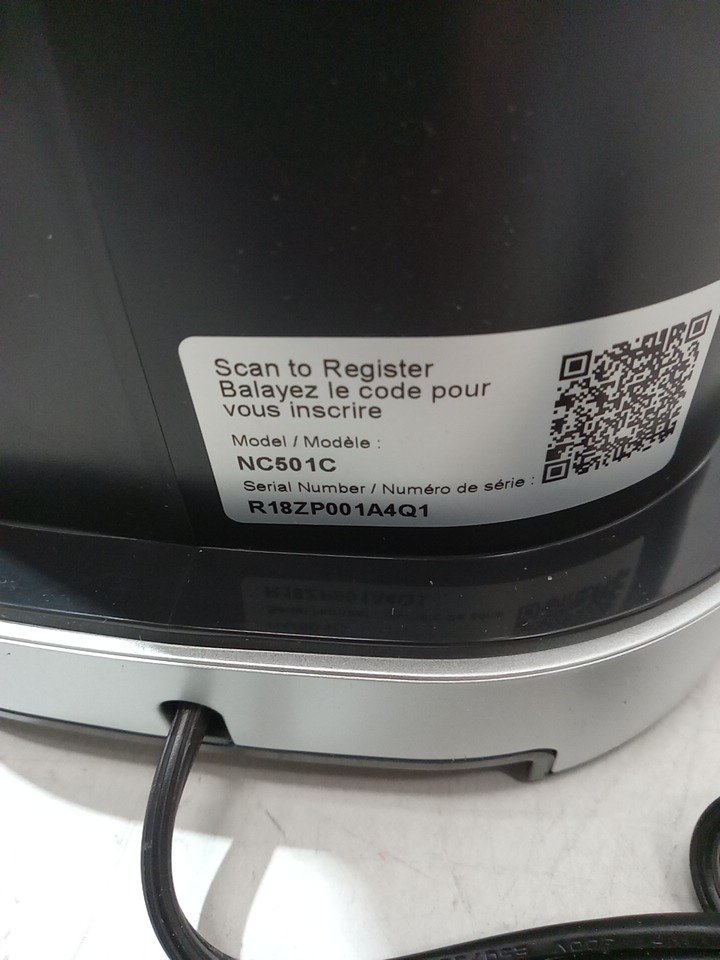 Scan to Register
Balayez le code pour
vous inscrire
Model / Modèle :
NC501C
Serial Number / Numéro de série :
R18ZP001A4Q1